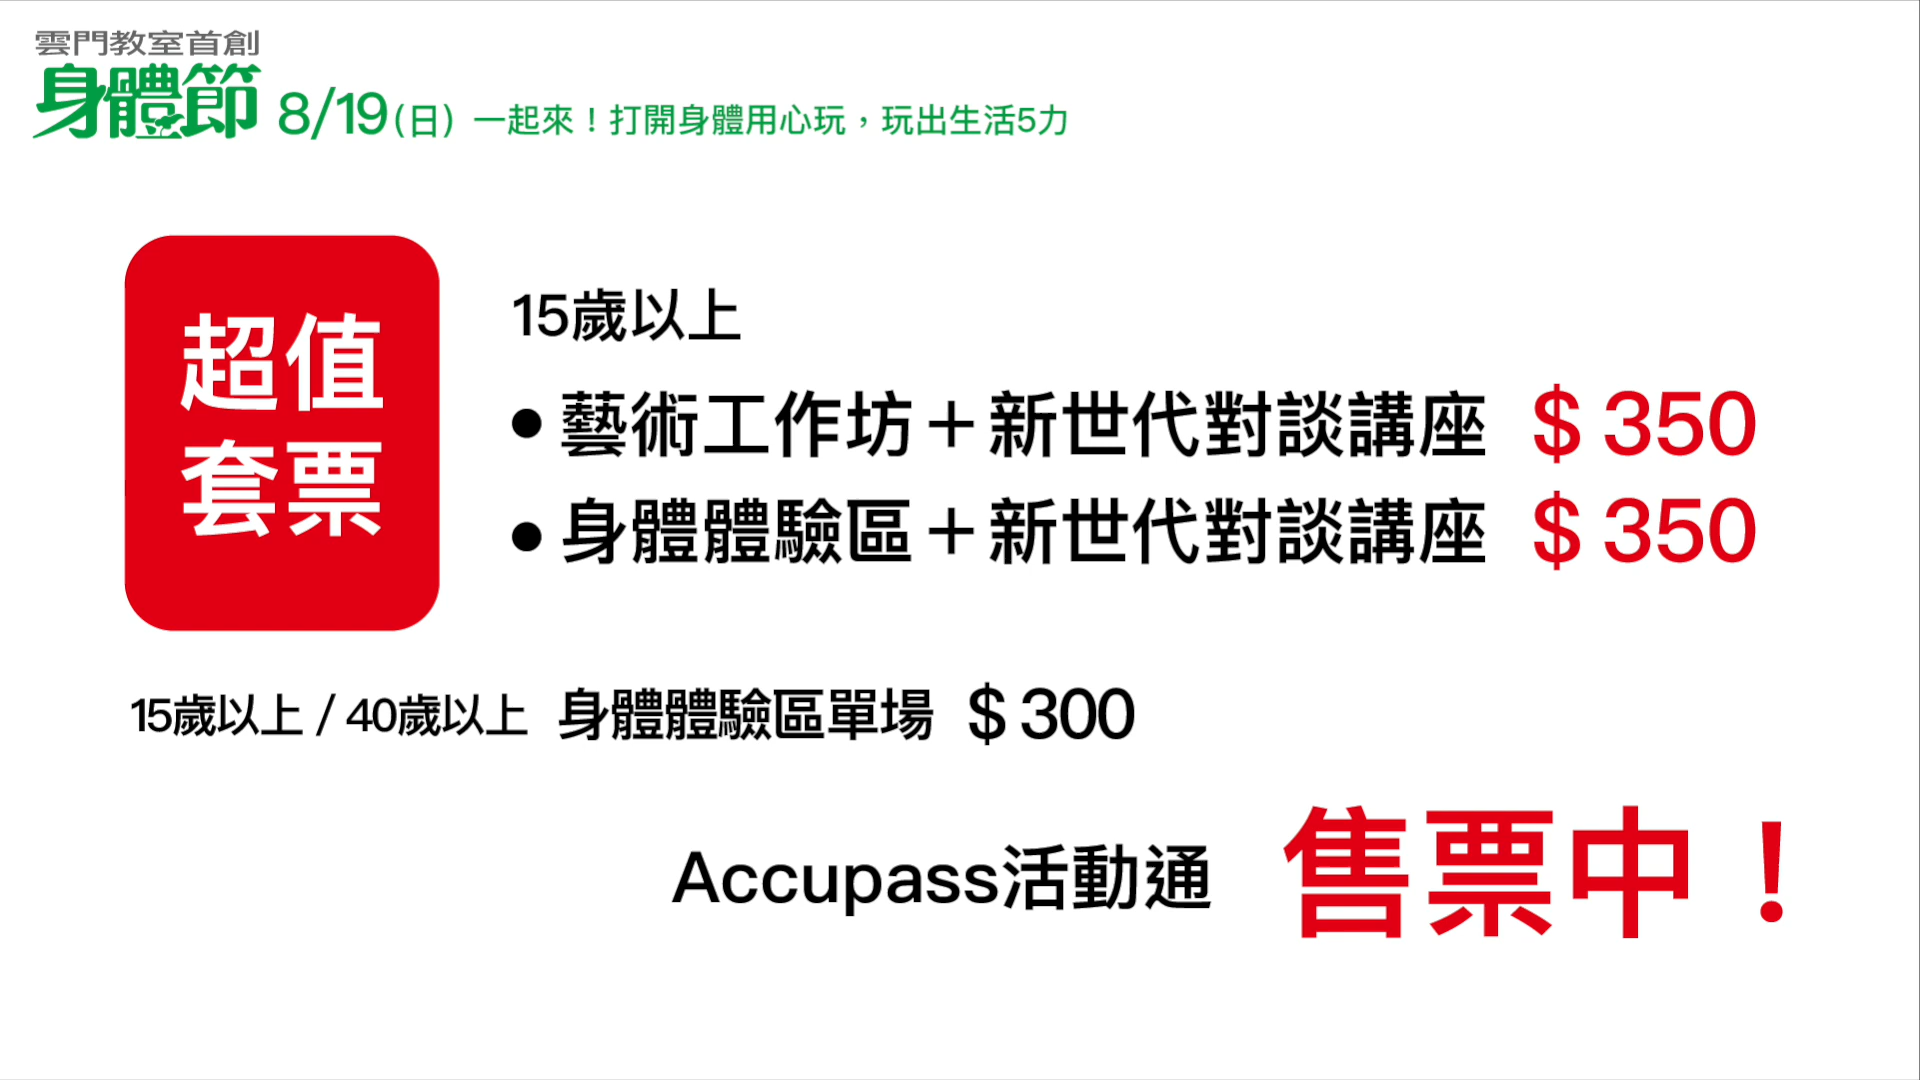 雲門教室首創
身體節 8/19(日) 一起來！打開身體用心玩，玩出生活5力
超值
套票
15歲以上
●藝術工作坊＋新世代對談講座 $350
●身體體驗區＋新世代對談講座 $350
15歲以上 / 40歲以上 身體體驗區單場 $300
Accupass活動通 售票中！